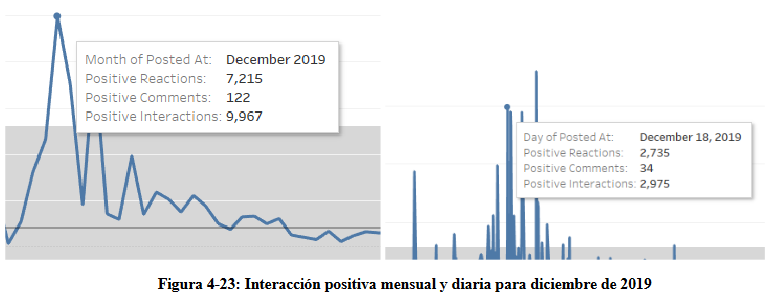 Month of Posted At: December 2019
Positive Reactions: 7,215
Positive Comments: 122
Positive Interactions: 9,967
Day of Posted At: December 18, 2019
Positive Reactions: 2,735
Positive Comments: 34
Positive Interactions: 2,975
Figura 4-23: Interacción positiva mensual y diaria para diciembre de 2019